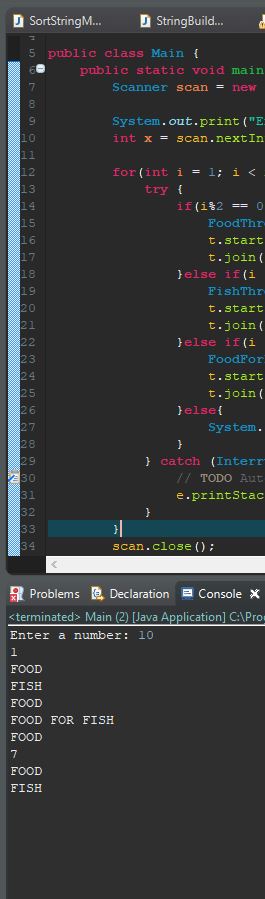 SortStringM... StringBuild...
5 public class Main {
6 public static void main
7 Scanner scan = new
8
9 System.out.print("E
10 int x = scan.nextIn
11
12 for(int i = 1; i <
13 try {
14 if(i%2 == 0
15 FoodThr
16 t.start
17 t.join(
18 }else if(i
19 FishThr
20 t.start
21 t.join(
22 }else if(i
23 FoodFor
24 t.start
25 t.join(
26 }else{
27 System.
28 }
29 } catch (Interr
30 // TODO Aut
31 e.printStac
32 }
33 }
34 scan.close();
Problems Declaration Console
<terminated> Main (2) [Java Application] C:\Pro
Enter a number: 10
1
FOOD
FISH
FOOD
FOOD FOR FISH
FOOD
7
FOOD
FISH